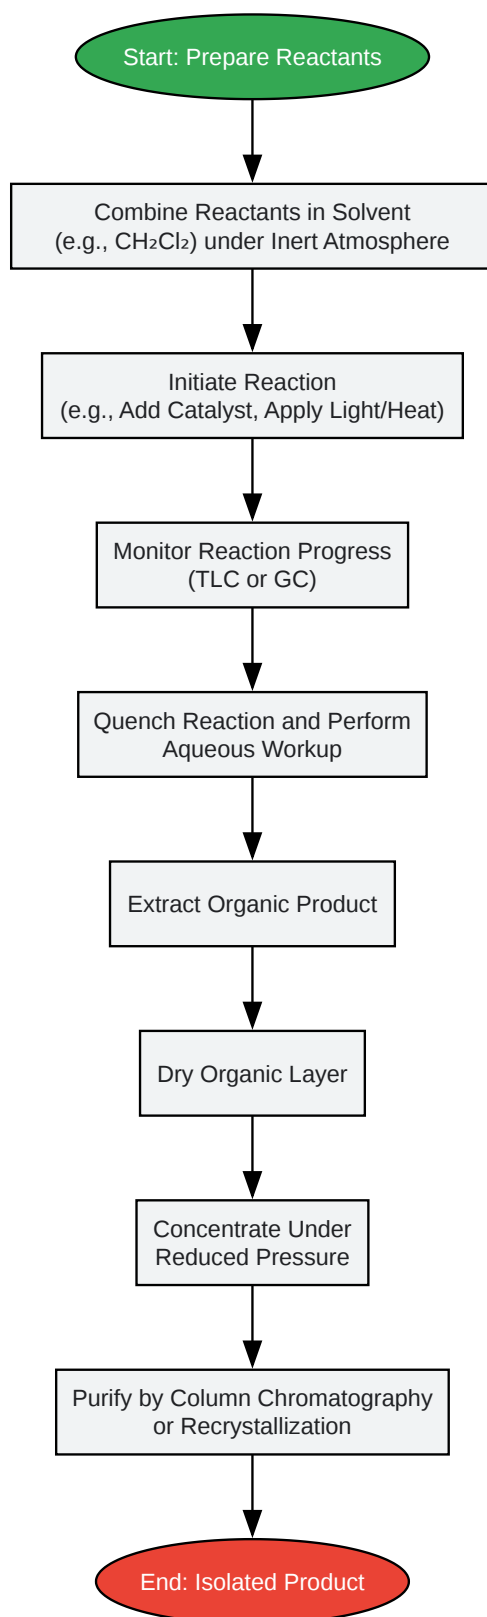 Start: Prepare Reactants
Combine Reactants in Solvent
(e.g., CH₂Cl₂) under Inert Atmosphere
Initiate Reaction
(e.g., Add Catalyst, Apply Light/Heat)
Monitor Reaction Progress
(TLC or GC)
Quench Reaction and Perform
Aqueous Workup
Extract Organic Product
Dry Organic Layer
Concentrate Under
Reduced Pressure
Purify by Column Chromatography
or Recrystallization
End: Isolated Product